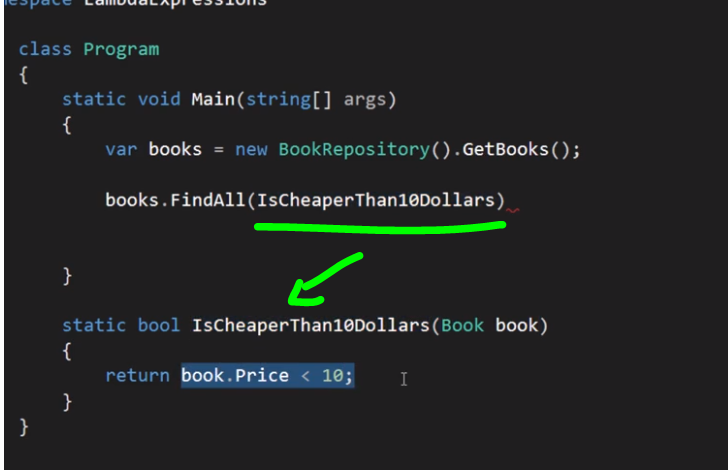 namespace LambdaExpressions
class Program
{
static void Main(string[] args)
{
var books = new BookRepository().GetBooks();
books.FindAll(IsCheaperThan10Dollars)
}
static bool IsCheaperThan10Dollars(Book book)
{
return book.Price < 10;
}
}